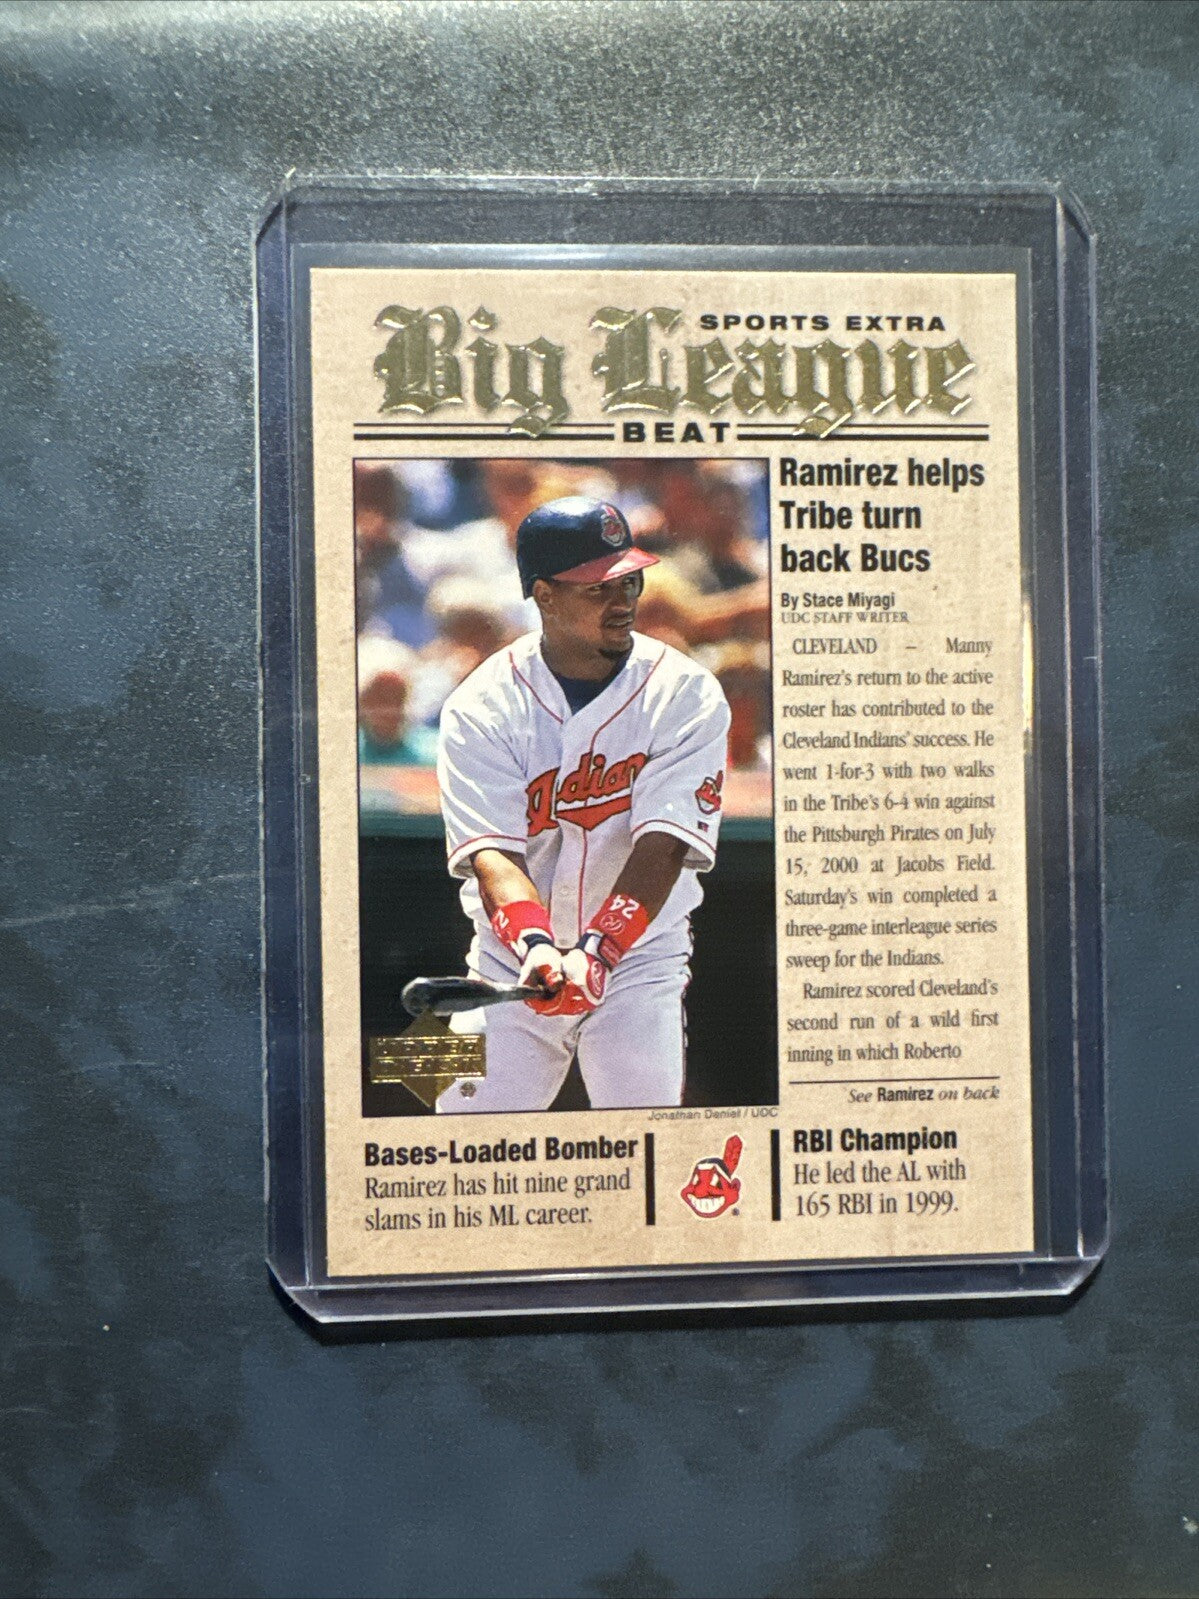 SPORTS EXTRA
Big League
BEAT
Ramirez helps
Tribe turn
back Bucs
By Stace Miyagi
UDC STAFF WRITER
CLEVELAND – Manny
Ramirez's return to the active
roster has contributed to the
Cleveland Indians' success. He
went 1-for-3 with two walks
in the Tribe's 6-4 win against
the Pittsburgh Pirates on July
15, 2000 at Jacobs Field.
Saturday's win completed a
three-game interleague series
sweep for the Indians.
Ramirez scored Cleveland's
second run of a wild first
inning in which Roberto
See Ramirez on back
Indians
24
UPPER
DECK
Jonathan Daniel / UDC
Bases-Loaded Bomber
Ramirez has hit nine grand
slams in his ML career.
RBI Champion
He led the AL with
165 RBI in 1999.